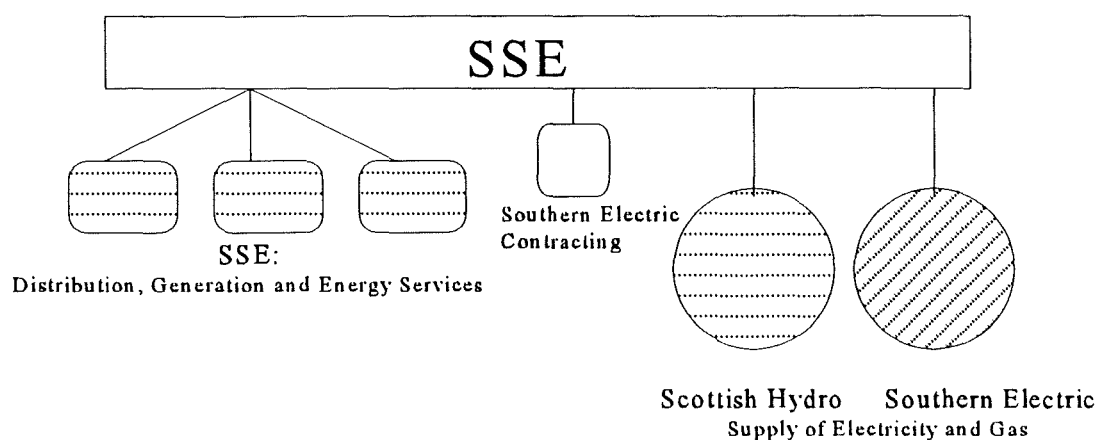 SSE
Southern Electric
Contracting
SSE:
Distribution, Generation and Energy Services
Scottish Hydro Southern Electric
Supply of Electricity and Gas